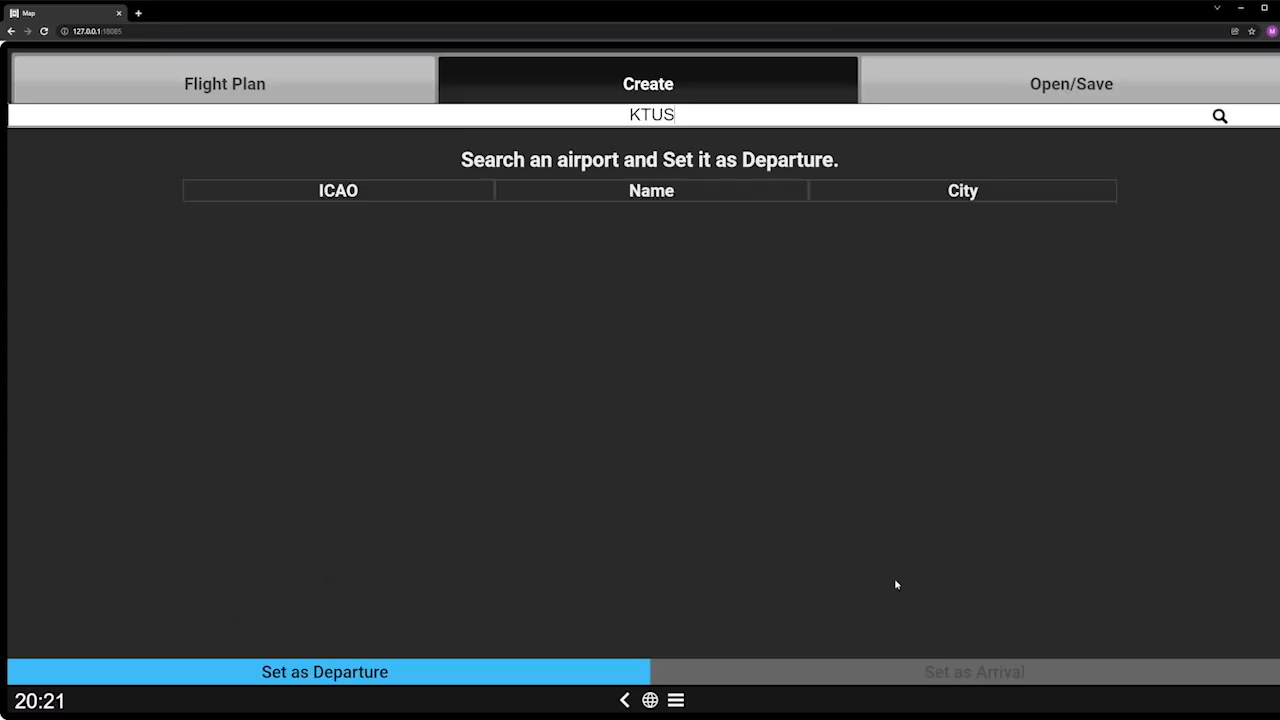 Map
127.0.0.1:18085
M
Flight Plan
Create
Open/Save
KTUS
Search an airport and Set it as Departure.
ICAO
Name
City
Set as Departure
Set as Arrival
20:21